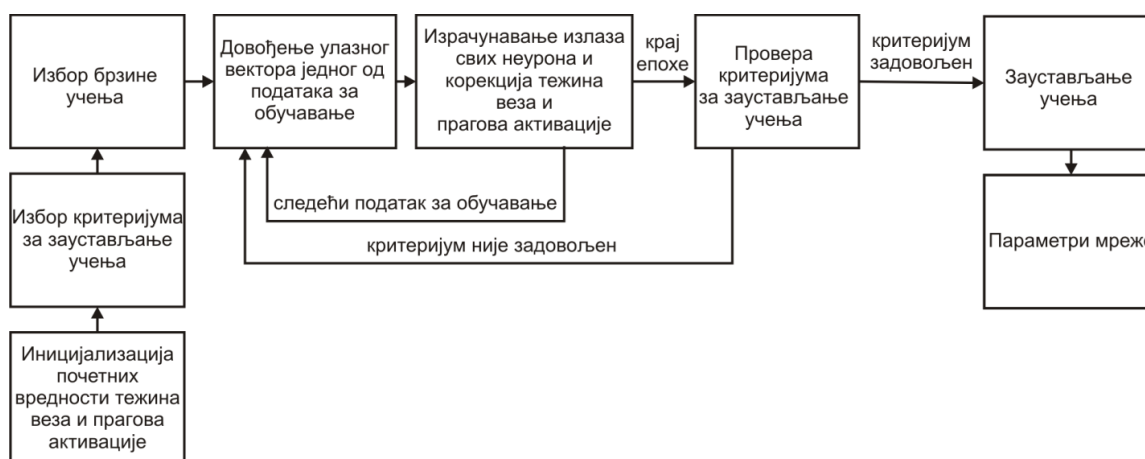 Избор брзине
учења
Довођење улазног
вектора једног од
података за
обучавање
Израчунавање излаза
свих неурона и
корекција тежина
веза и
прагова активације
крај
епохе
Провера
критеријума
за заустављање
учења
критеријум
задовољен
Заустављање
учења
следећи податак за обучавање
критеријум није задовољен
Избор критеријума
за заустављање
учења
Параметри мреже
Иницијализација
почетних
вредности тежина
веза и прагова
активације